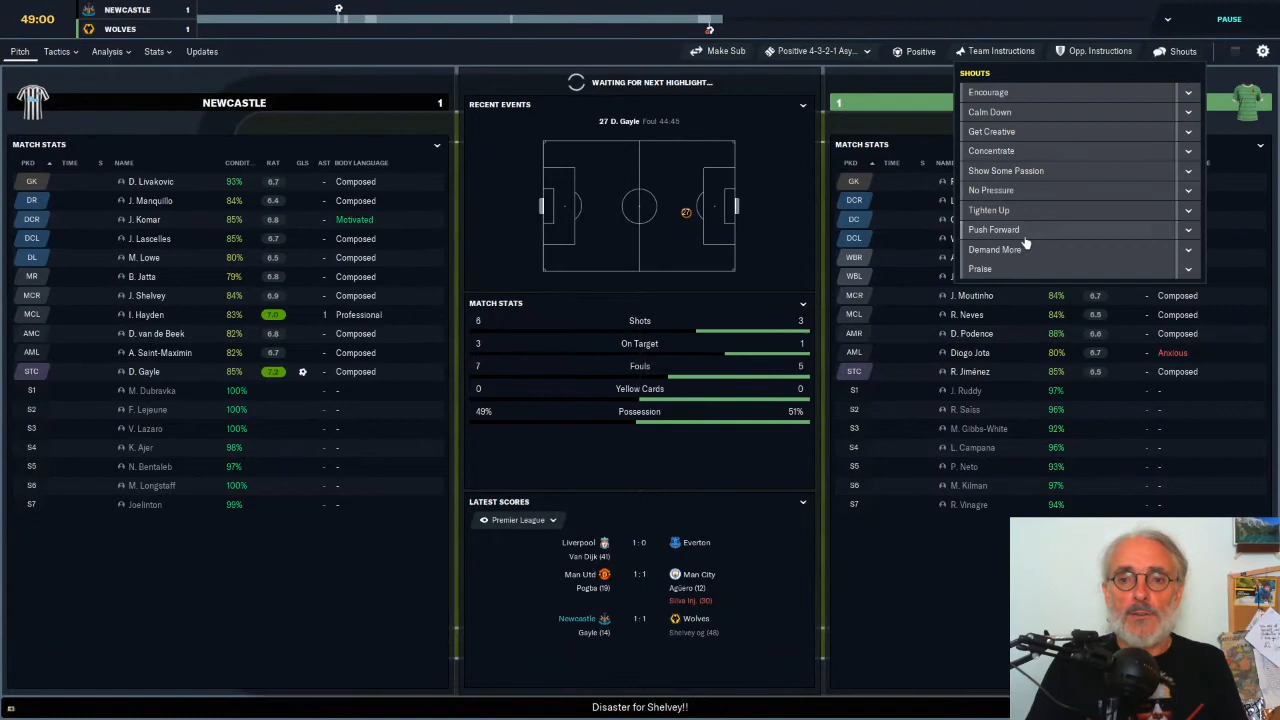 49:00
NEWCASTLE 1
WOLVES 1
PAUSE
Pitch Tactics Analysis Stats Updates
Make Sub Positive 4-3-2-1 Asy... Positive Team Instructions Opp. Instructions Shouts
SHOUTS
Encourage
Calm Down
Get Creative
Concentrate
Show Some Passion
No Pressure
Tighten Up
Push Forward
Demand More
Praise
NEWCASTLE 1
MATCH STATS
PKD TIME S NAME CONDIT... RAT GLS AST BODY LANGUAGE
GK D. Livakovic 93% 6.7 - Composed
DR J. Manquillo 84% 6.4 - Composed
DCR J. Komar 85% 6.8 - Motivated
DCL J. Lascelles 85% 6.7 - Composed
DL M. Lowe 80% 6.5 - Composed
MR B. Jatta 79% 6.8 - Composed
MCR J. Shelvey 84% 6.9 - Composed
MCL I. Hayden 83% 7.0 1 Professional
AMC D. van de Beek 82% 6.8 - Composed
AML A. Saint-Maximin 82% 6.7 - Composed
STC D. Gayle 85% 7.2 - Composed
S1 M. Dubravka 100% - -
S2 F. Lejeune 100% - -
S3 V. Lazaro 100% - -
S4 K. Ajer 98% - -
S5 N. Bentaleb 97% - -
S6 M. Longstaff 100% - -
S7 Joelinton 99% - -
WAITING FOR NEXT HIGHLIGHT...
RECENT EVENTS
27 D. Gayle Foul 44:45
27
MATCH STATS
6 Shots 3
3 On Target 1
7 Fouls 5
0 Yellow Cards 0
49% Possession 51%
LATEST SCORES
Premier League
Liverpool 1 : 0 Everton
Van Dijk (41)
Man Utd 1 : 1 Man City
Pogba (19) Agüero (12)
Silva Inj. (30)
Newcastle 1 : 1 Wolves
Gayle (14) Shelvey og (48)
1
MATCH STATS
PKD TIME S NAM
GK
DCR
DC
DCL
WBR
WBL
MCR J. Moutinho 84% 6.7 - Composed
MCL R. Neves 84% 6.5 - Composed
AMR D. Podence 88% 6.6 - Composed
AML Diogo Jota 80% 6.7 - Anxious
STC R. Jiménez 85% 6.5 - Composed
S1 J. Ruddy 97% - -
S2 R. Saïss 96% - -
S3 M. Gibbs-White 92% - -
S4 L. Campana 96% - -
S5 P. Neto 93% - -
S6 M. Kilman 97% - -
S7 R. Vinagre 94% - -
Disaster for Shelvey!!